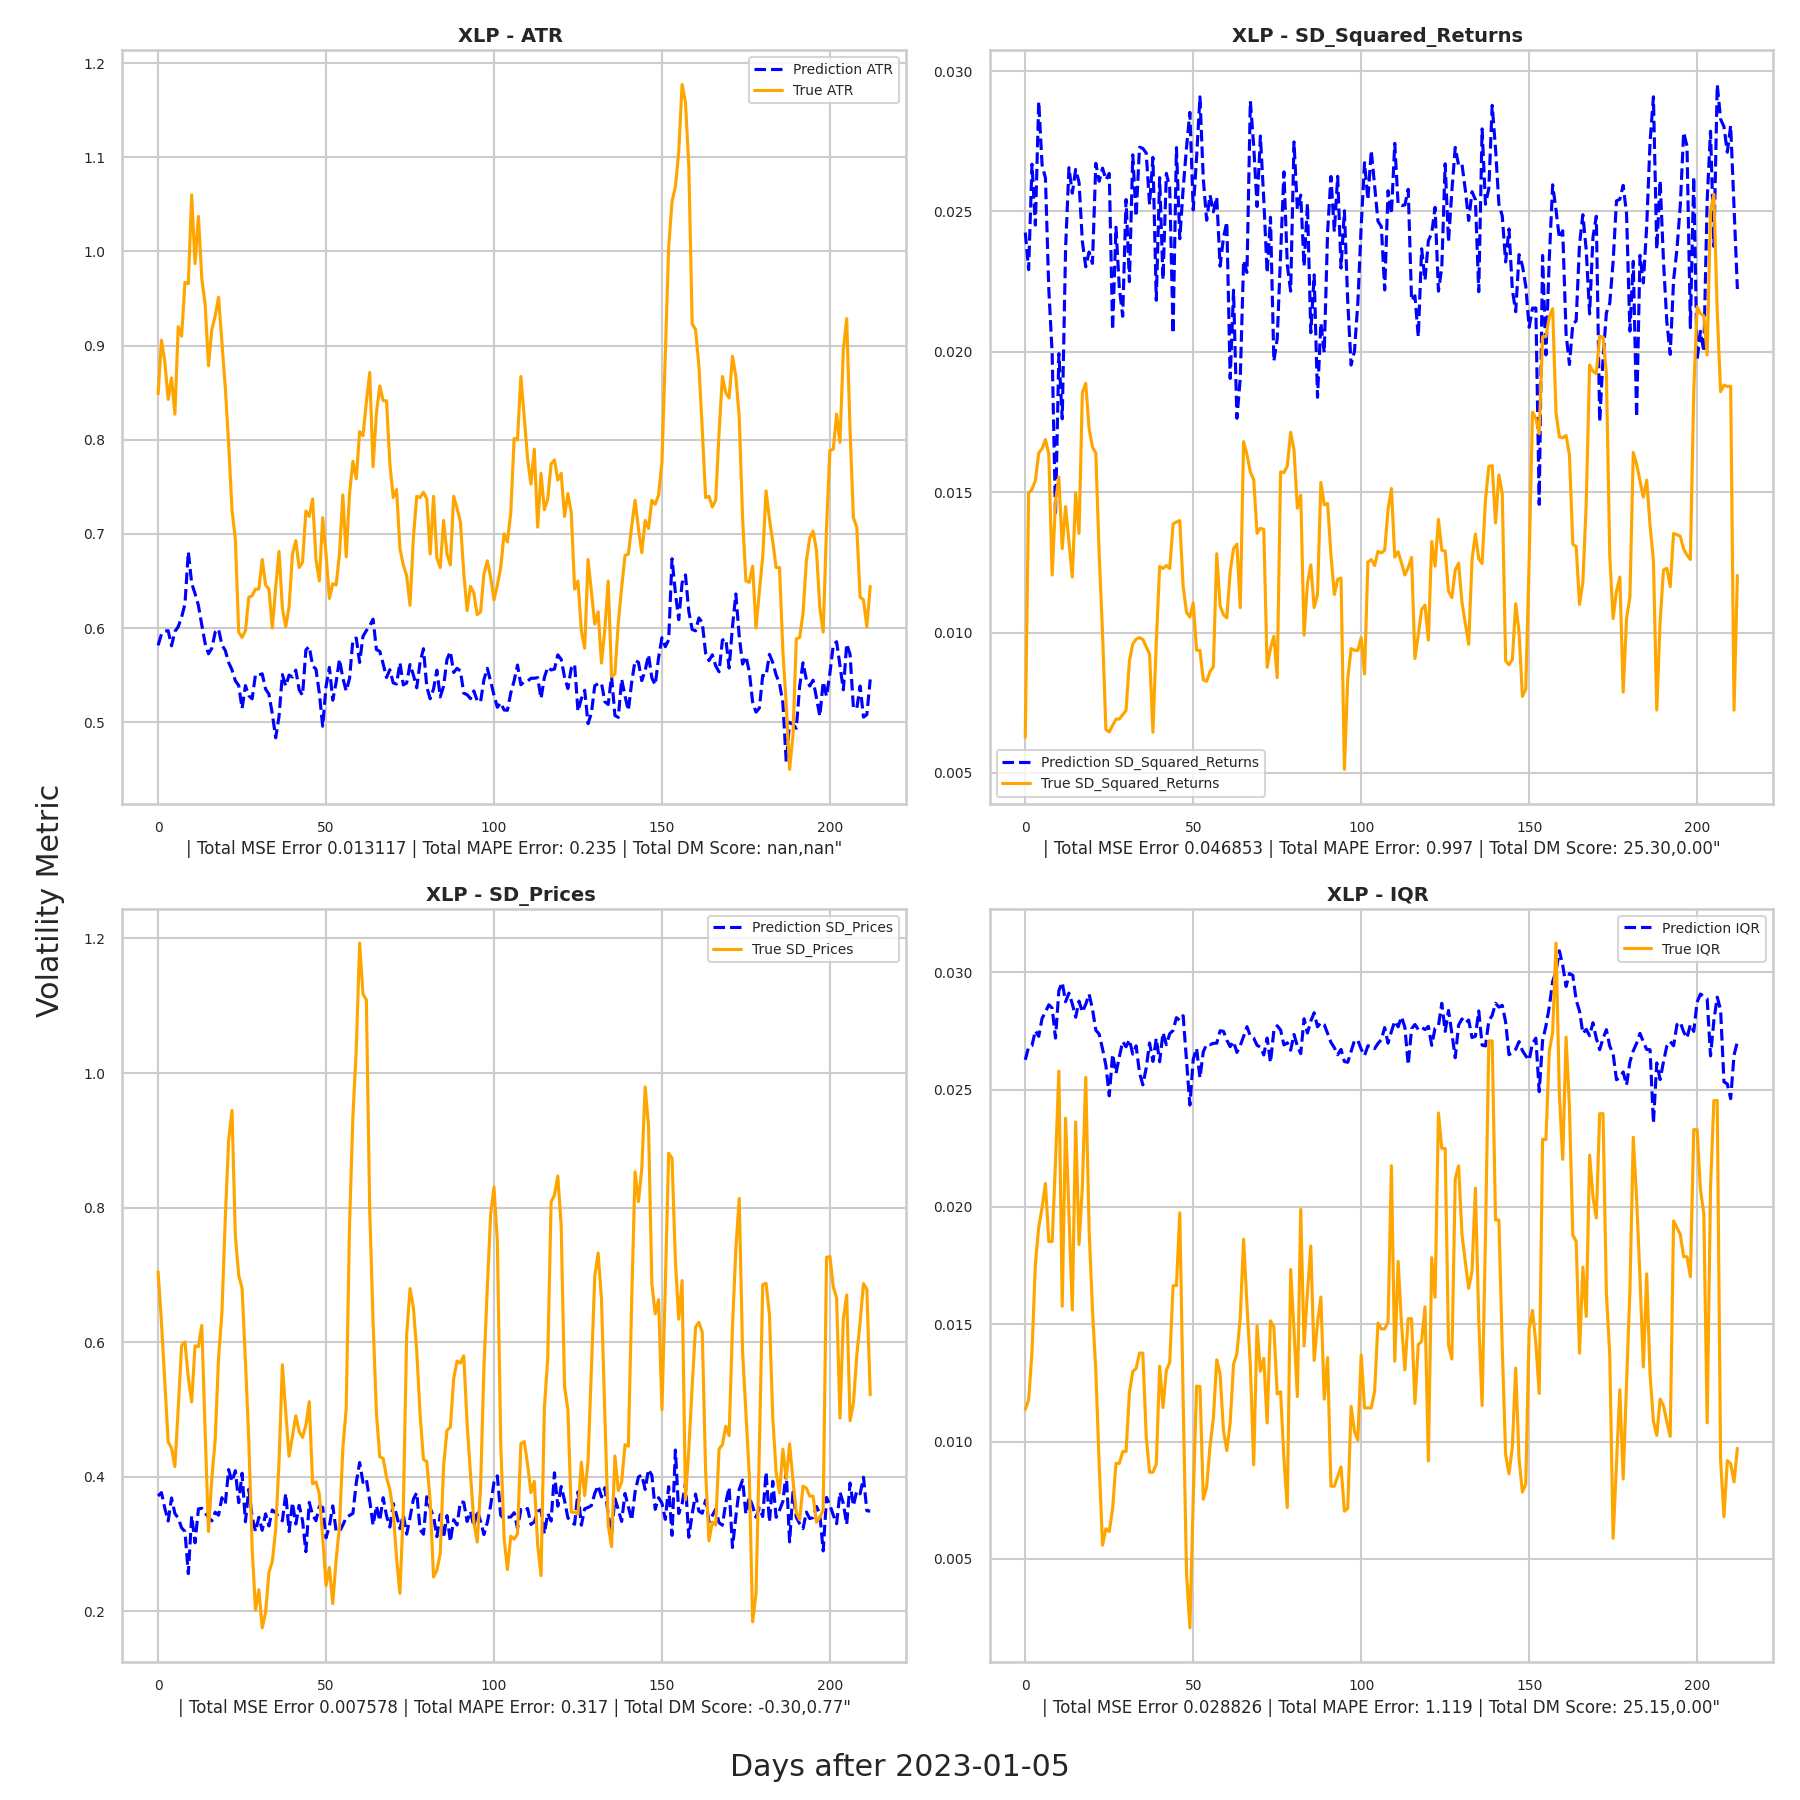 XLP - ATR
1.2
1.1
1.0
0.9
0.8
0.7
0.6
0.5
Prediction ATR
True ATR
0 50 100 150 200
| Total MSE Error 0.013117 | Total MAPE Error: 0.235 | Total DM Score: nan,nan"
XLP - SD_Squared_Returns
0.030
0.025
0.020
0.015
0.010
0.005
Prediction SD_Squared_Returns
True SD_Squared_Returns
0 50 100 150 200
| Total MSE Error 0.046853 | Total MAPE Error: 0.997 | Total DM Score: 25.30,0.00"
Volatility Metric
XLP - SD_Prices
1.2
1.0
0.8
0.6
0.4
0.2
Prediction SD_Prices
True SD_Prices
0 50 100 150 200
| Total MSE Error 0.007578 | Total MAPE Error: 0.317 | Total DM Score: -0.30,0.77"
XLP - IQR
0.030
0.025
0.020
0.015
0.010
0.005
Prediction IQR
True IQR
0 50 100 150 200
| Total MSE Error 0.028826 | Total MAPE Error: 1.119 | Total DM Score: 25.15,0.00"
Days after 2023-01-05